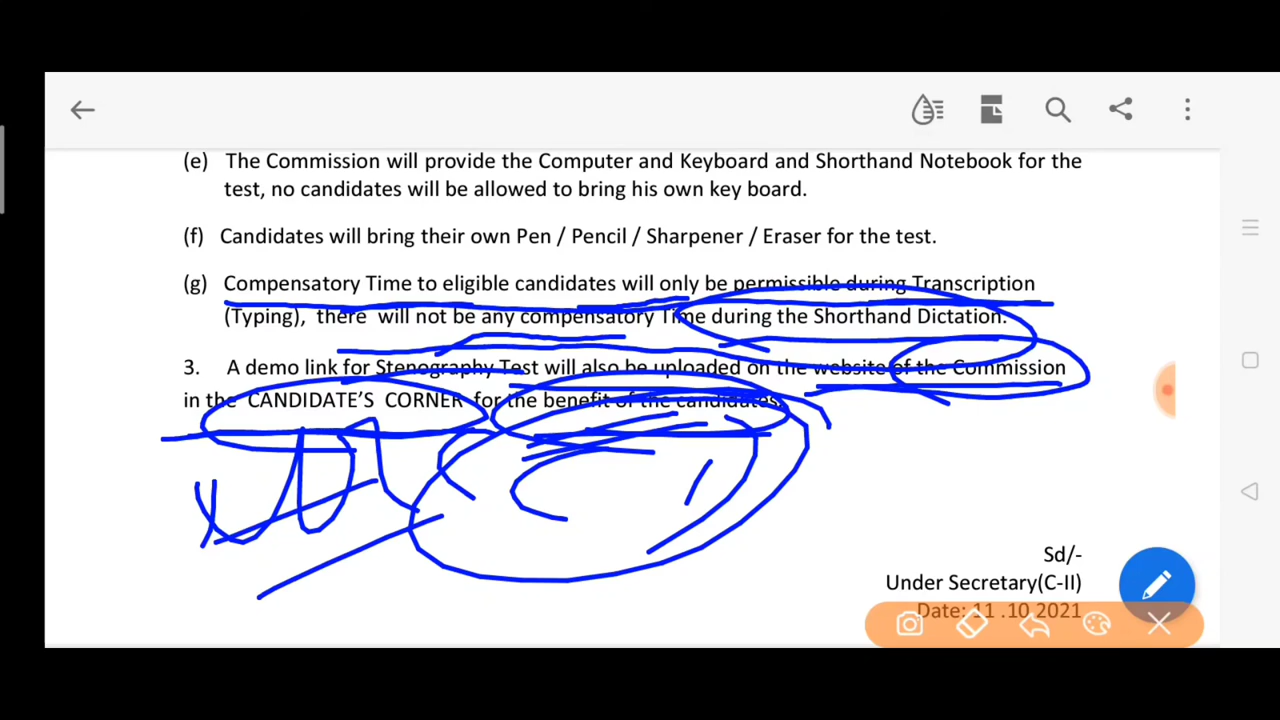 (e) The Commission will provide the Computer and Keyboard and Shorthand Notebook for the
test, no candidates will be allowed to bring his own key board.
(f) Candidates will bring their own Pen / Pencil / Sharpener / Eraser for the test.
(g) Compensatory Time to eligible candidates will only be permissible during Transcription
(Typing), there will not be any compensatory Time during the Shorthand Dictation.
3. A demo link for Stenography Test will also be uploaded on the website of the Commission
in the CANDIDATE'S CORNER for the benefit of the candidates.
Sd/-
Under Secretary(C-II)
Date: 11 .10 2021